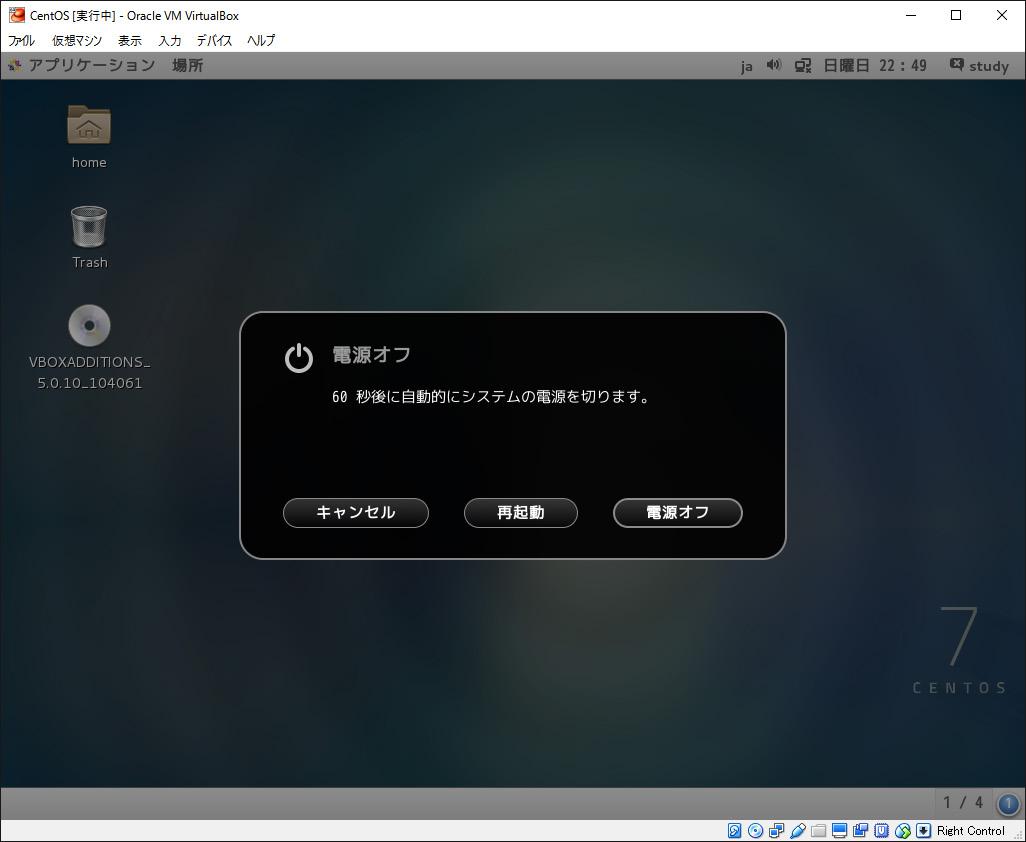 CentOS [実行中] - Oracle VM VirtualBox
ファイル 仮想マシン 表示 入力 デバイス ヘルプ
アプリケーション 場所 ja 日曜日 22:49 study
home
Trash
VBOXADDITIONS_
5.0.10_104061
電源オフ
60 秒後に自動的にシステムの電源を切ります。
キャンセル 再起動 電源オフ
7
CENTOS
1 / 4 1
Right Control